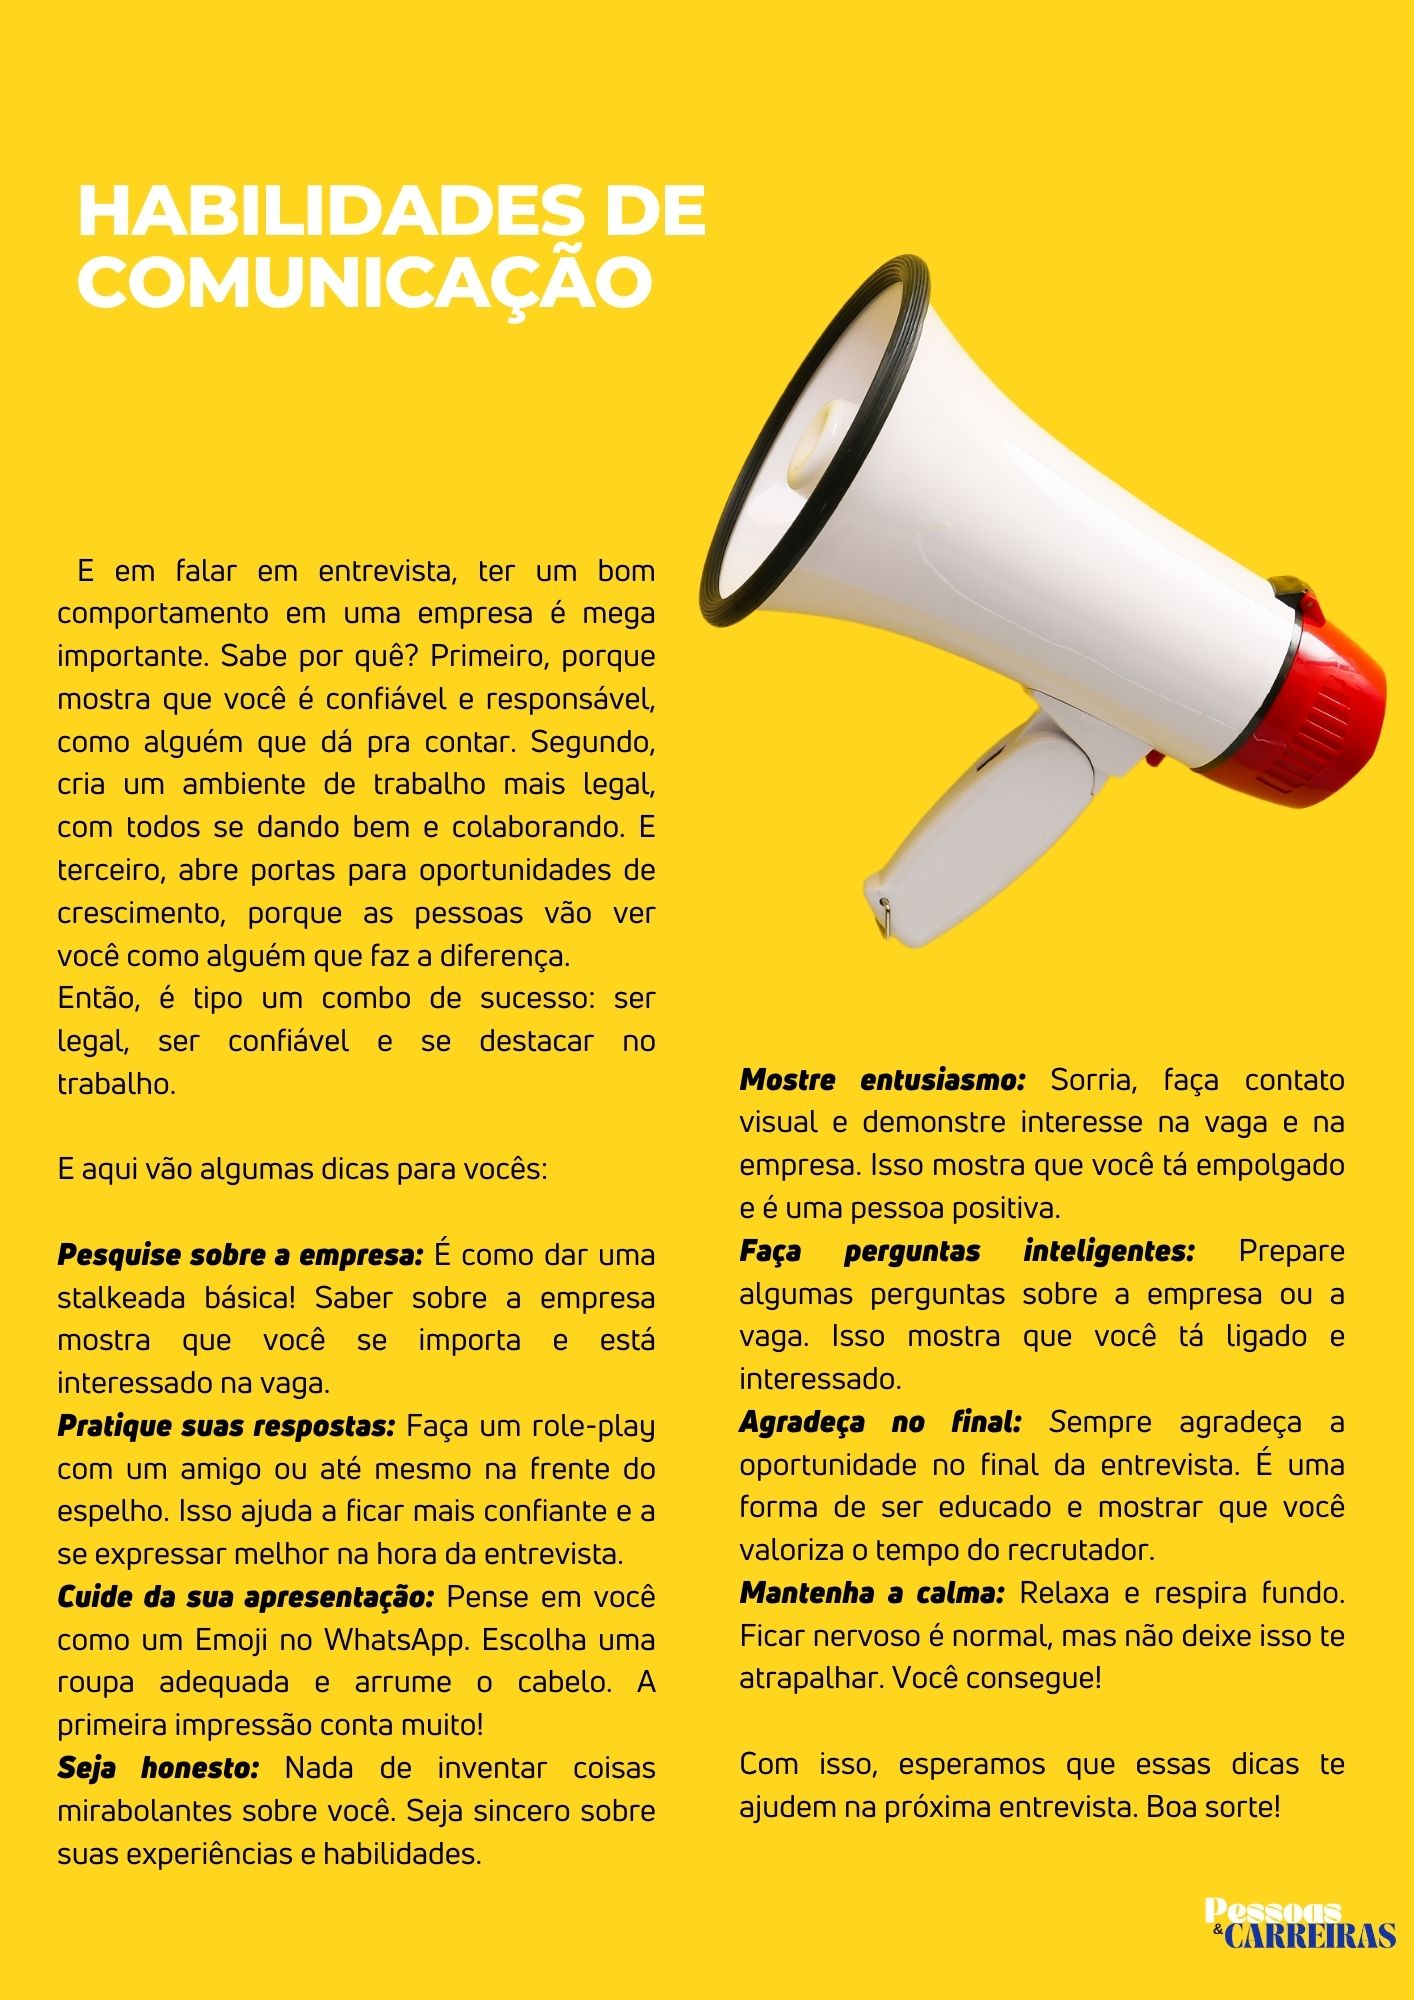 HABILIDADES DE
COMUNICAÇÃO
E em falar em entrevista, ter um bom
comportamento em uma empresa é mega
importante. Sabe por quê? Primeiro, porque
mostra que você é confiável e responsável,
como alguém que dá pra contar. Segundo,
cria um ambiente de trabalho mais legal,
com todos se dando bem e colaborando. E
terceiro, abre portas para oportunidades de
crescimento, porque as pessoas vão ver
você como alguém que faz a diferença.
Então, é tipo um combo de sucesso: ser
legal, ser confiável e se destacar no
trabalho.
E aqui vão algumas dicas para vocês:
Pesquise sobre a empresa: É como dar uma
stalkeada básica! Saber sobre a empresa
mostra que você se importa e está
interessado na vaga.
Pratique suas respostas: Faça um role-play
com um amigo ou até mesmo na frente do
espelho. Isso ajuda a ficar mais confiante e a
se expressar melhor na hora da entrevista.
Cuide da sua apresentação: Pense em você
como um Emoji no WhatsApp. Escolha uma
roupa adequada e arrume o cabelo. A
primeira impressão conta muito!
Seja honesto: Nada de inventar coisas
mirabolantes sobre você. Seja sincero sobre
suas experiências e habilidades.
Mostre entusiasmo: Sorria, faça contato
visual e demonstre interesse na vaga e na
empresa. Isso mostra que você tá empolgado
e é uma pessoa positiva.
Faça perguntas inteligentes: Prepare
algumas perguntas sobre a empresa ou a
vaga. Isso mostra que você tá ligado e
interessado.
Agradeça no final: Sempre agradeça a
oportunidade no final da entrevista. É uma
forma de ser educado e mostrar que você
valoriza o tempo do recrutador.
Mantenha a calma: Relaxa e respira fundo.
Ficar nervoso é normal, mas não deixe isso te
atrapalhar. Você consegue!
Com isso, esperamos que essas dicas te
ajudem na próxima entrevista. Boa sorte!
Pessoas
&CARREIRAS